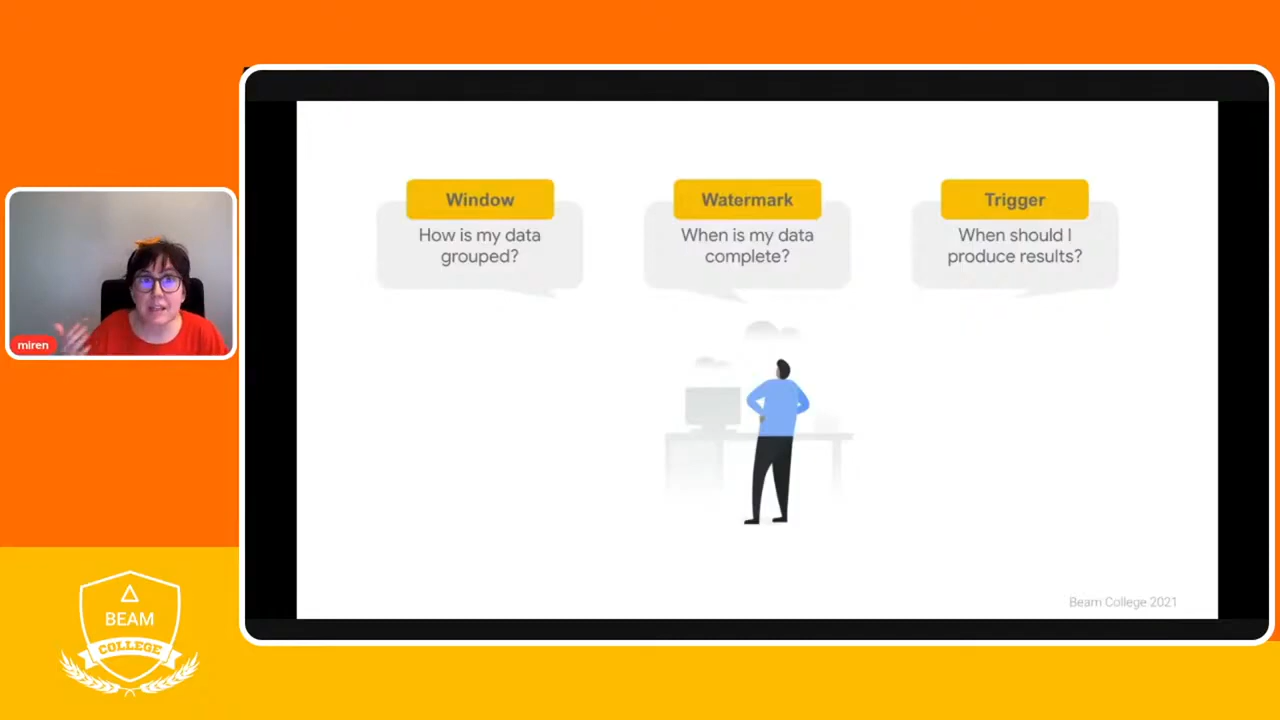 Window
How is my data
grouped?
Watermark
When is my data
complete?
Trigger
When should I
produce results?
miren
BEAM
COLLEGE
Beam College 2021